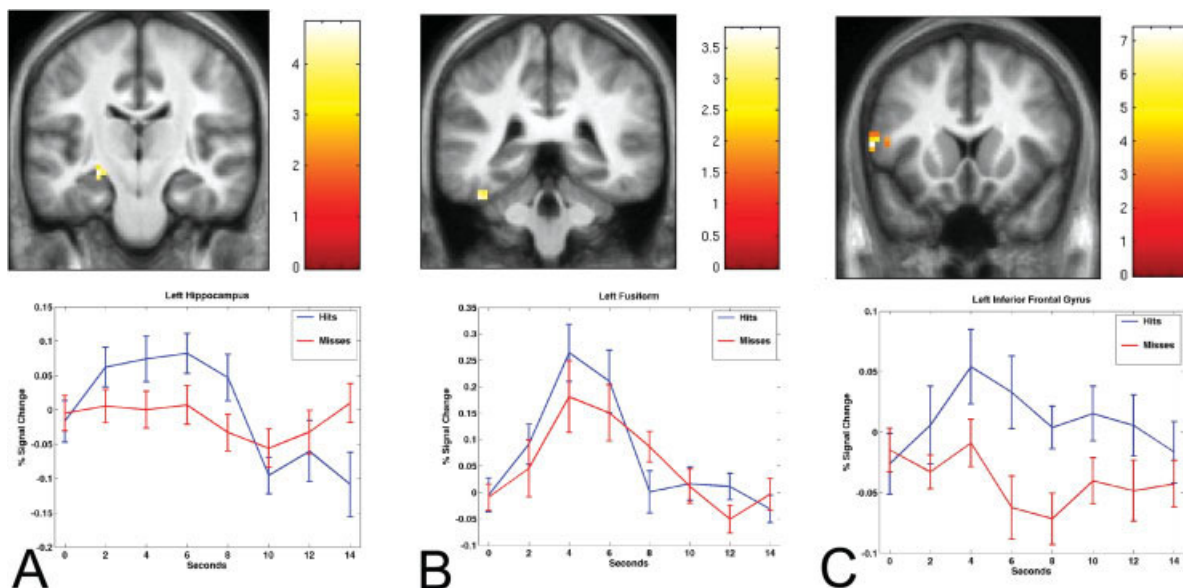 4
3
2
1
0
Left Hippocampus
0.15
0.1
0.05
0
-0.05
-0.1
-0.15
-0.2
% Signal Change
Hits
Misses
0 2 4 6 8 10 12 14
Seconds
A
3.5
3
2.5
2
1.5
1
0.5
0
Left Fusiform
0.35
0.3
0.25
0.2
0.15
0.1
0.05
0
-0.05
-0.1
% Signal Change
Hits
Misses
0 2 4 6 8 10 12 14
Seconds
B
7
6
5
4
3
2
1
0
Left Inferior Frontal Gyrus
0.1
0.05
0
-0.05
-0.1
% Signal Change
Hits
Misses
0 2 4 6 8 10 12 14
Seconds
C